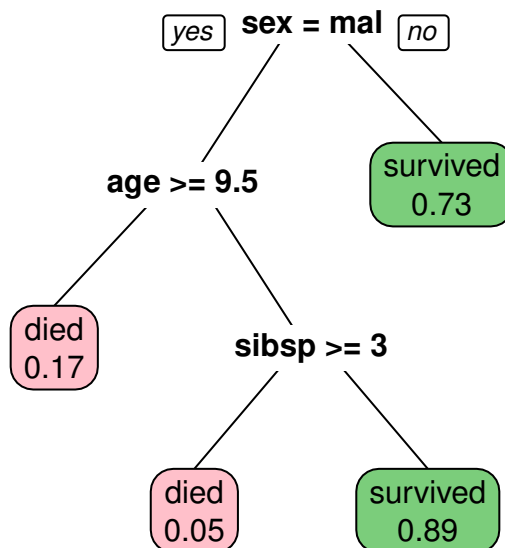 yes sex = mal no
age >= 9.5
survived
0.73
died
0.17
sibsp >= 3
died
0.05
survived
0.89